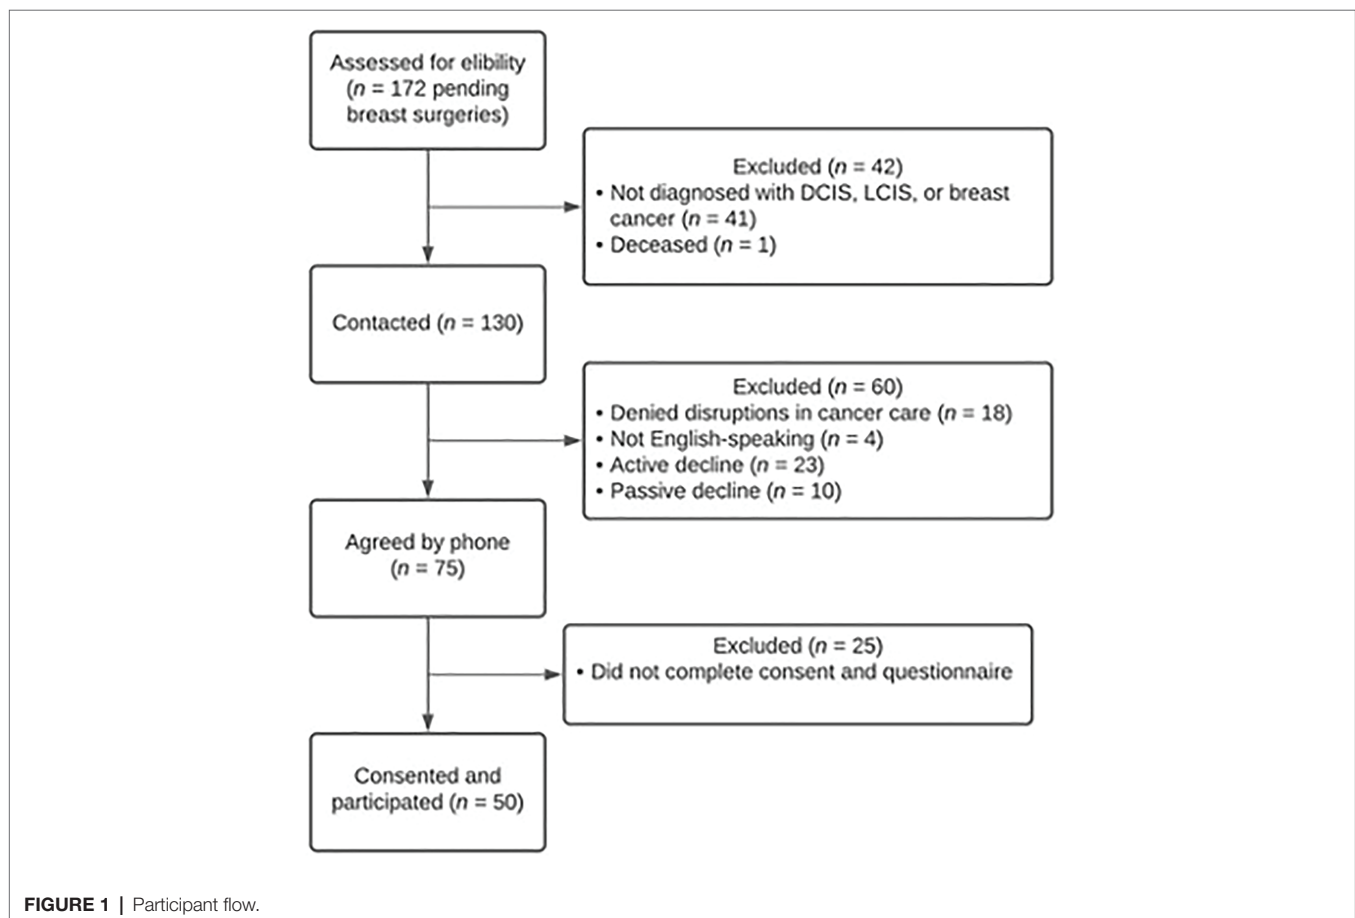 Assessed for elibility
(n = 172 pending
breast surgeries)
Excluded (n = 42)
• Not diagnosed with DCIS, LCIS, or breast
cancer (n = 41)
• Deceased (n = 1)
Contacted (n = 130)
Excluded (n = 60)
• Denied disruptions in cancer care (n = 18)
• Not English-speaking (n = 4)
• Active decline (n = 23)
• Passive decline (n = 10)
Agreed by phone
(n = 75)
Excluded (n = 25)
• Did not complete consent and questionnaire
Consented and
participated (n = 50)
FIGURE 1 | Participant flow.